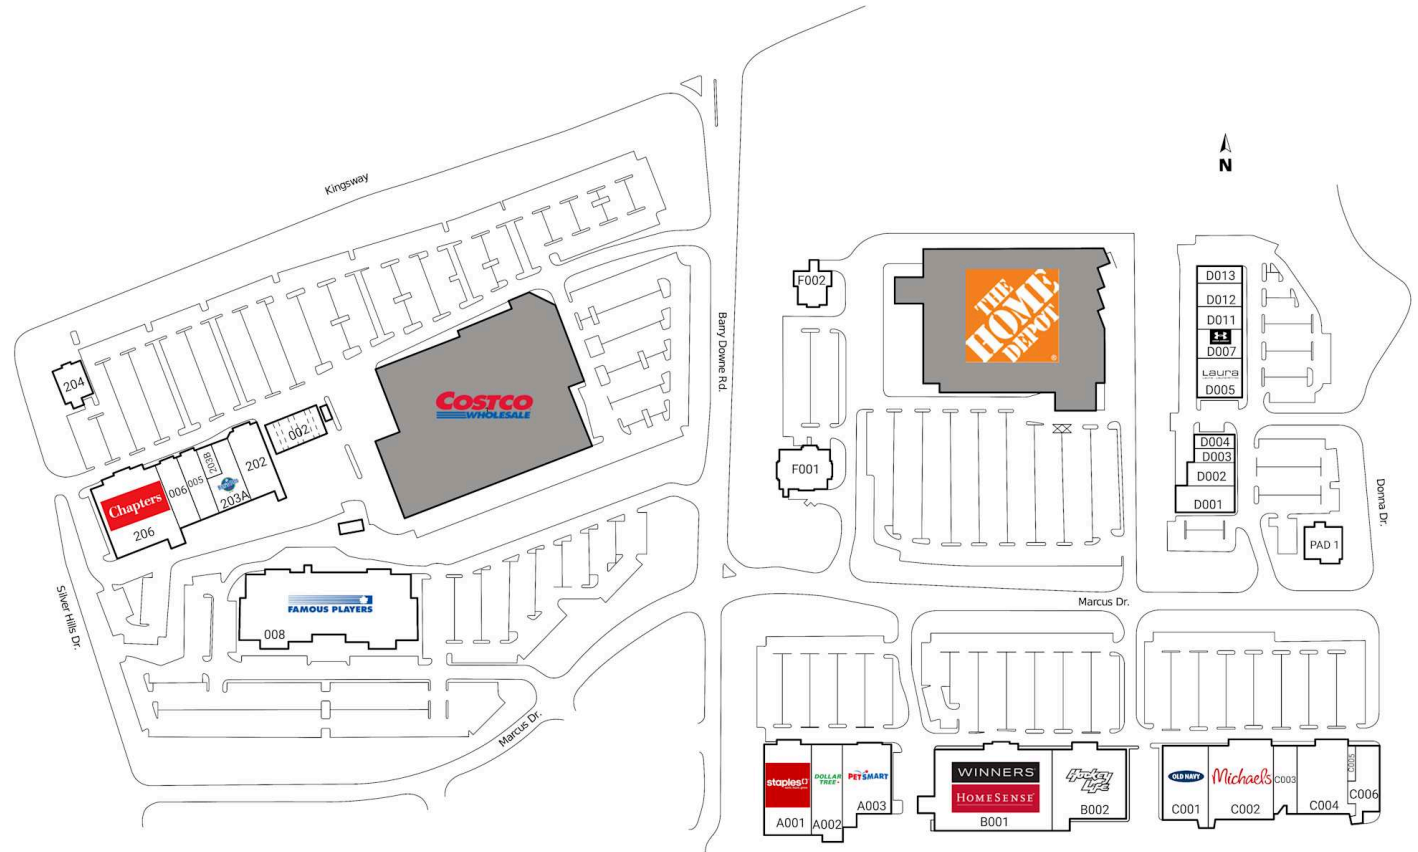 Kingsway
N
Barry Downe Rd.
F002
THE
HOME
DEPOT
®
D013
D012
D011
D007
LAURA
D005
204
COSTCO
WHOLESALE
002
202
203B
203A
005
006
Chapters
206
D004
D003
D002
D001
F001
Donna Dr.
PAD 1
Silver Hills Dr.
FAMOUS PLAYERS
008
Marcus Dr.
Marcus Dr.
staples
A001
DOLLAR
TREE
A002
PETSMART
A003
WINNERS
HOMESENSE
B001
Hockey
Life
B002
OLD NAVY
C001
Michaels
C002
C003
C004
C005
C006